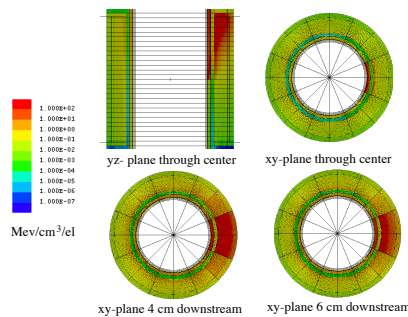 yz- plane through center
xy-plane through center
1.000E+02
1.000E+01
1.000E+00
1.000E-01
1.000E-02
1.000E-03
1.000E-04
1.000E-05
1.000E-06
1.000E-07
Mev/cm³/el
xy-plane 4 cm downstream
xy-plane 6 cm downstream